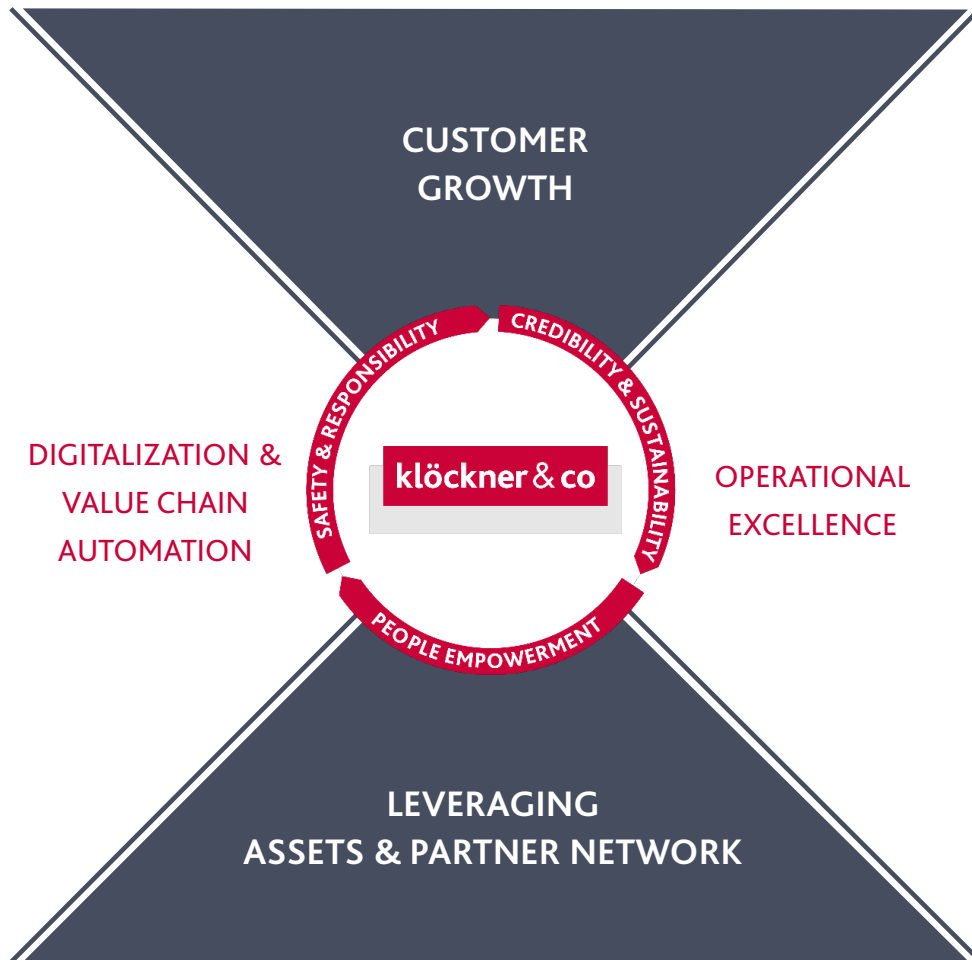 CUSTOMER
GROWTH
SAFETY & RESPONSIBILITY
CREDIBILITY & SUSTAINABILITY
DIGITALIZATION &
VALUE CHAIN
AUTOMATION
klöckner & co
OPERATIONAL
EXCELLENCE
PEOPLE EMPOWERMENT
LEVERAGING
ASSETS & PARTNER NETWORK